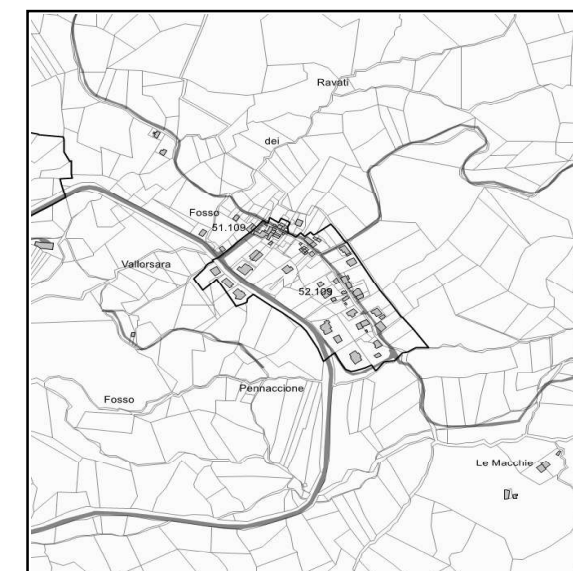 Ravati
dei
Fosso
51.109
Vallorsara
52.109
Pennaccione
Fosso
Le Macchie